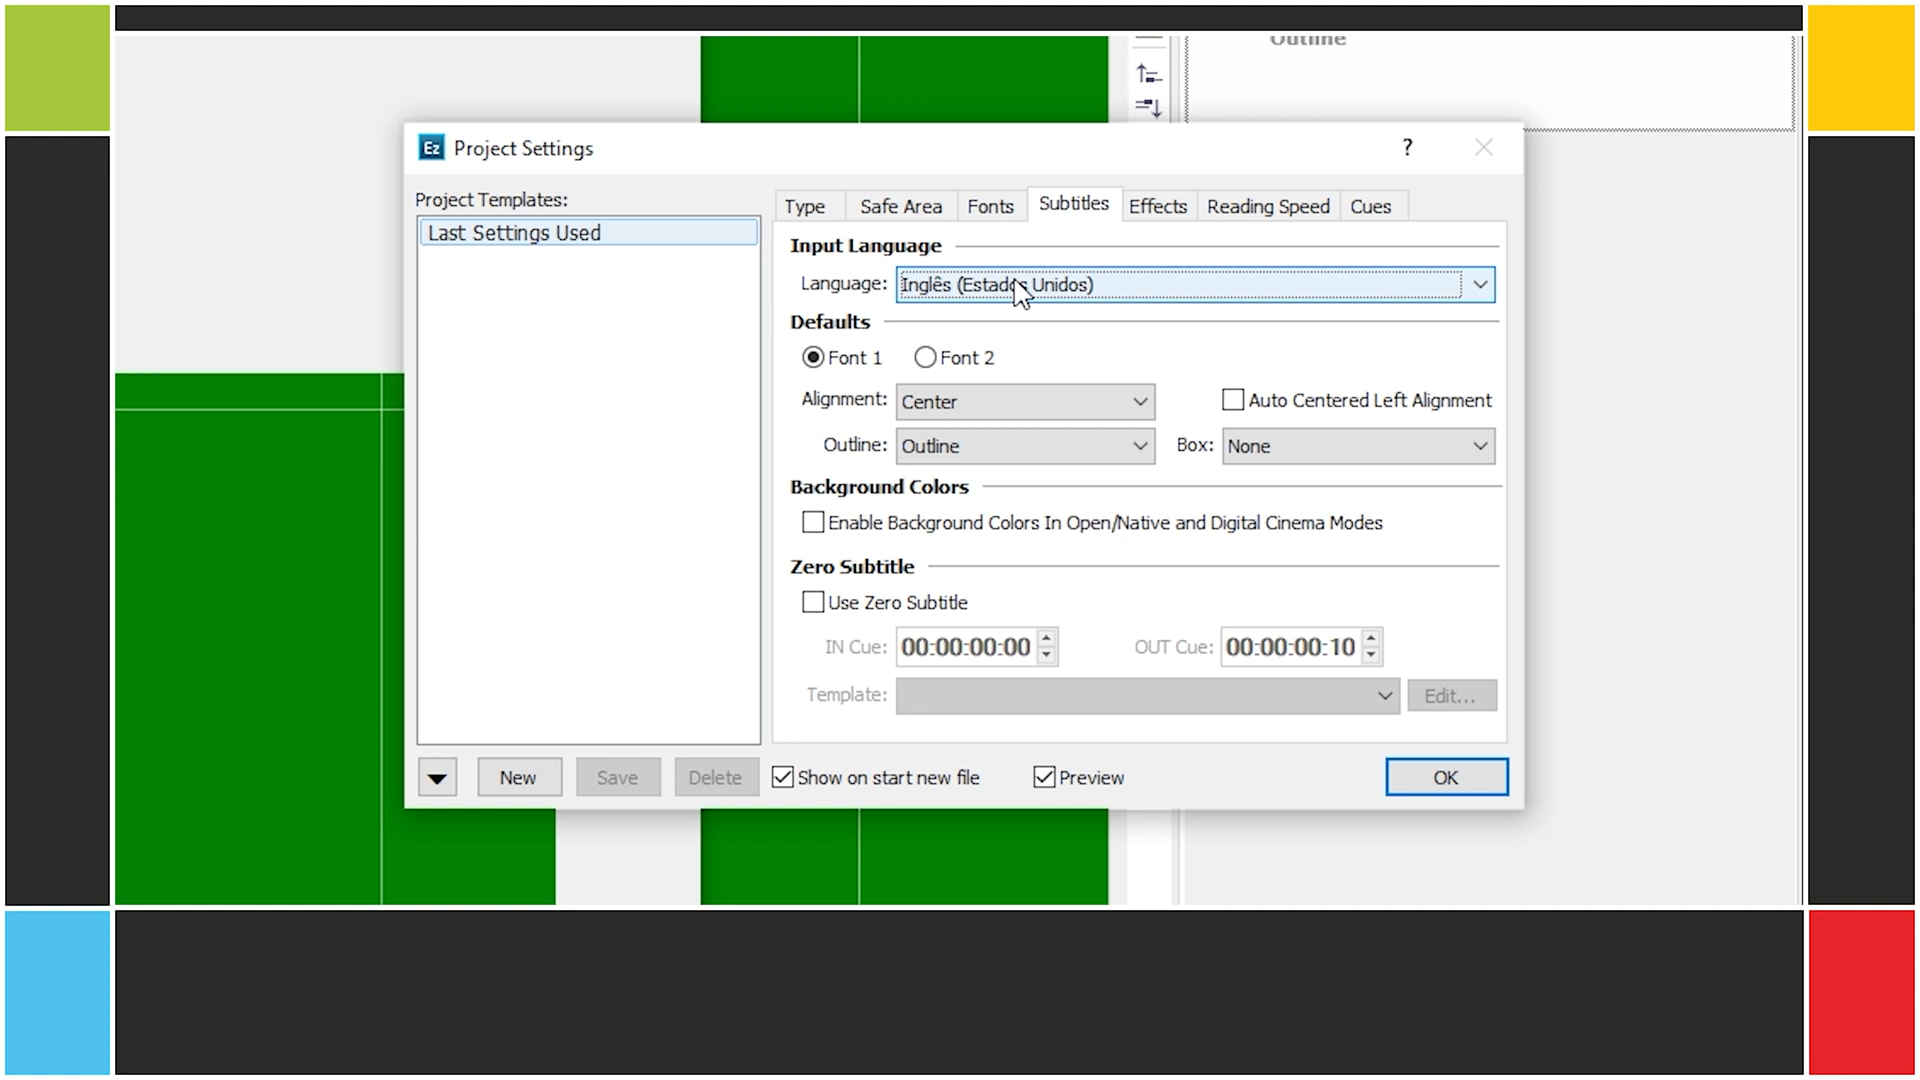 Outline
Ez Project Settings ?
Project Templates:
Last Settings Used
Type Safe Area Fonts Subtitles Effects Reading Speed Cues
Input Language
Language: Inglês (Estados Unidos)
Defaults
Font 1 Font 2
Alignment: Center Auto Centered Left Alignment
Outline: Outline Box: None
Background Colors
Enable Background Colors In Open/Native and Digital Cinema Modes
Zero Subtitle
Use Zero Subtitle
IN Cue: 00:00:00:00 OUT Cue: 00:00:00:10
Template: Edit...
New Save Delete Show on start new file Preview OK